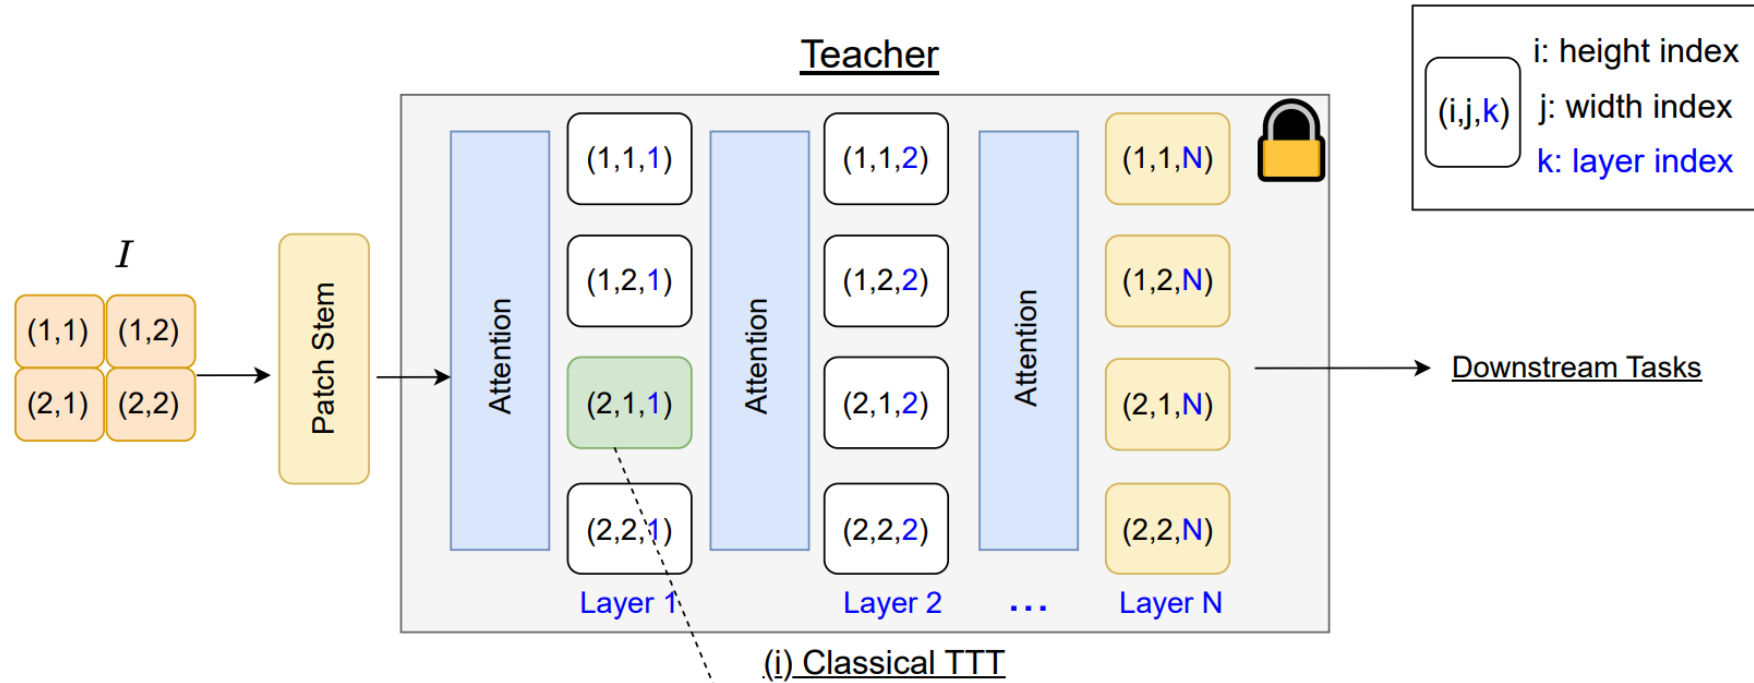 Teacher
i: height index
(i,j,k)
j: width index
k: layer index
I
(1,1) (1,2)
(2,1) (2,2)
Patch Stem
Attention
(1,1,1)
(1,2,1)
(2,1,1)
(2,2,1)
Layer 1
Attention
(1,1,2)
(1,2,2)
(2,1,2)
(2,2,2)
Layer 2
Attention
...
(1,1,N)
(1,2,N)
(2,1,N)
(2,2,N)
Layer N
Downstream Tasks
(i) Classical TTT